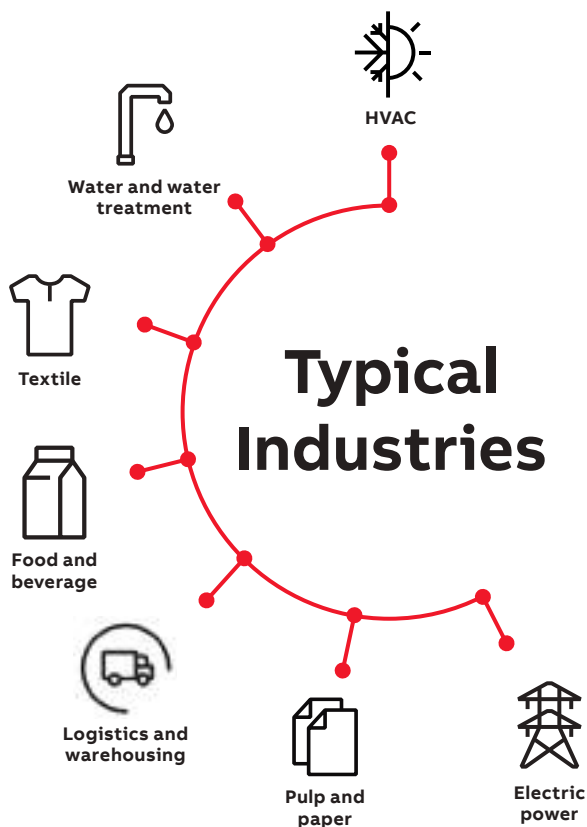 HVAC
Water and water
treatment
Textile
Typical
Industries
Food and
beverage
Logistics and
warehousing
Pulp and
paper
Electric
power